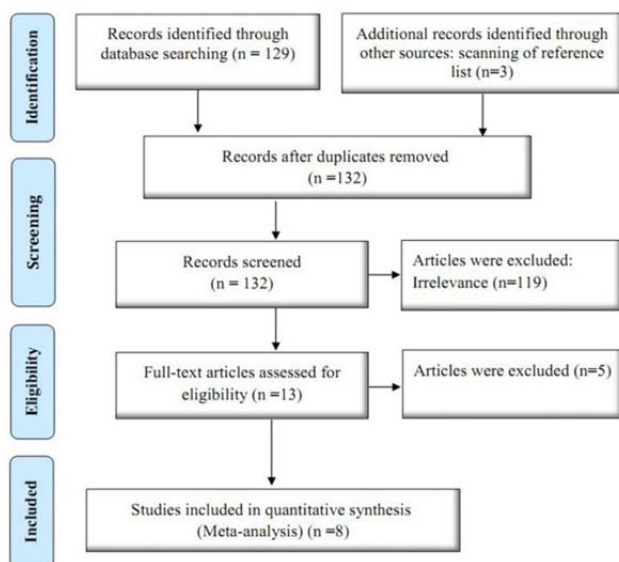 Identification
Records identified through
database searching (n = 129)
Additional records identified through
other sources: scanning of reference
list (n=3)
Records after duplicates removed
(n =132)
Screening
Records screened
(n = 132)
Articles were excluded:
Irrelevance (n=119)
Eligibility
Full-text articles assessed for
eligibility (n =13)
Articles were excluded (n=5)
Included
Studies included in quantitative synthesis
(Meta-analysis) (n =8)